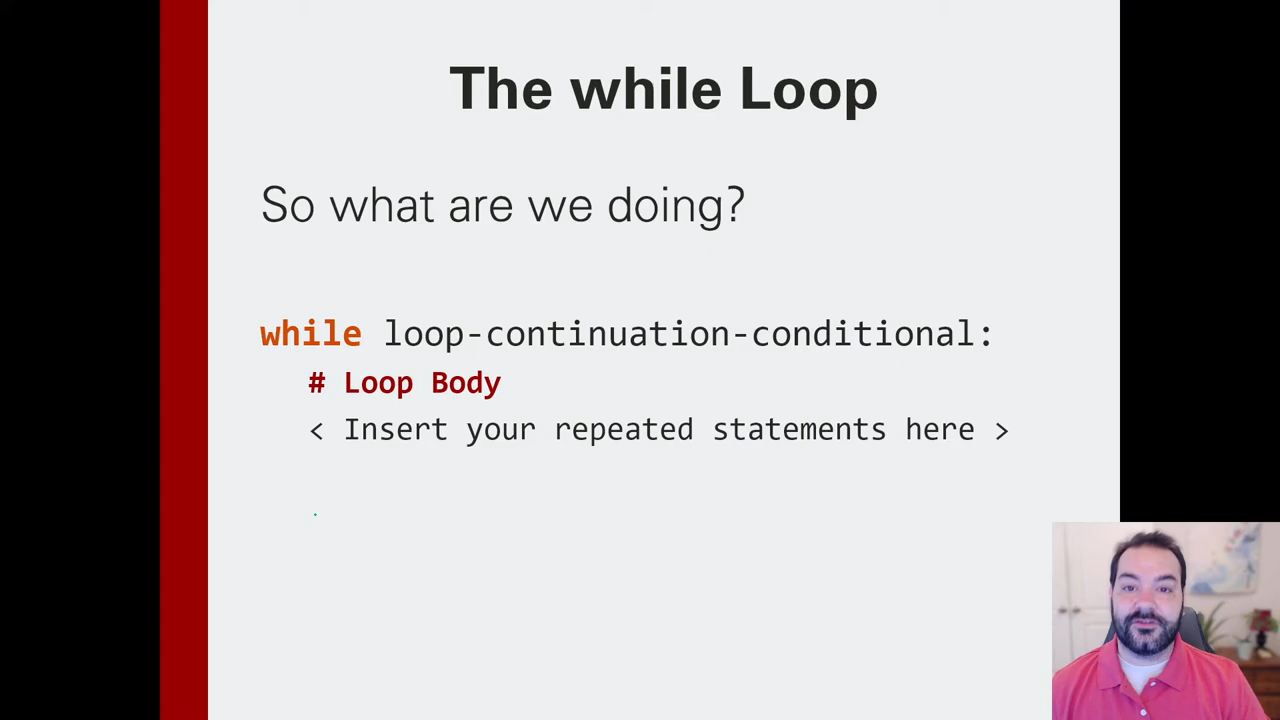 The while Loop
So what are we doing?
while loop-continuation-conditional:
# Loop Body
< Insert your repeated statements here >